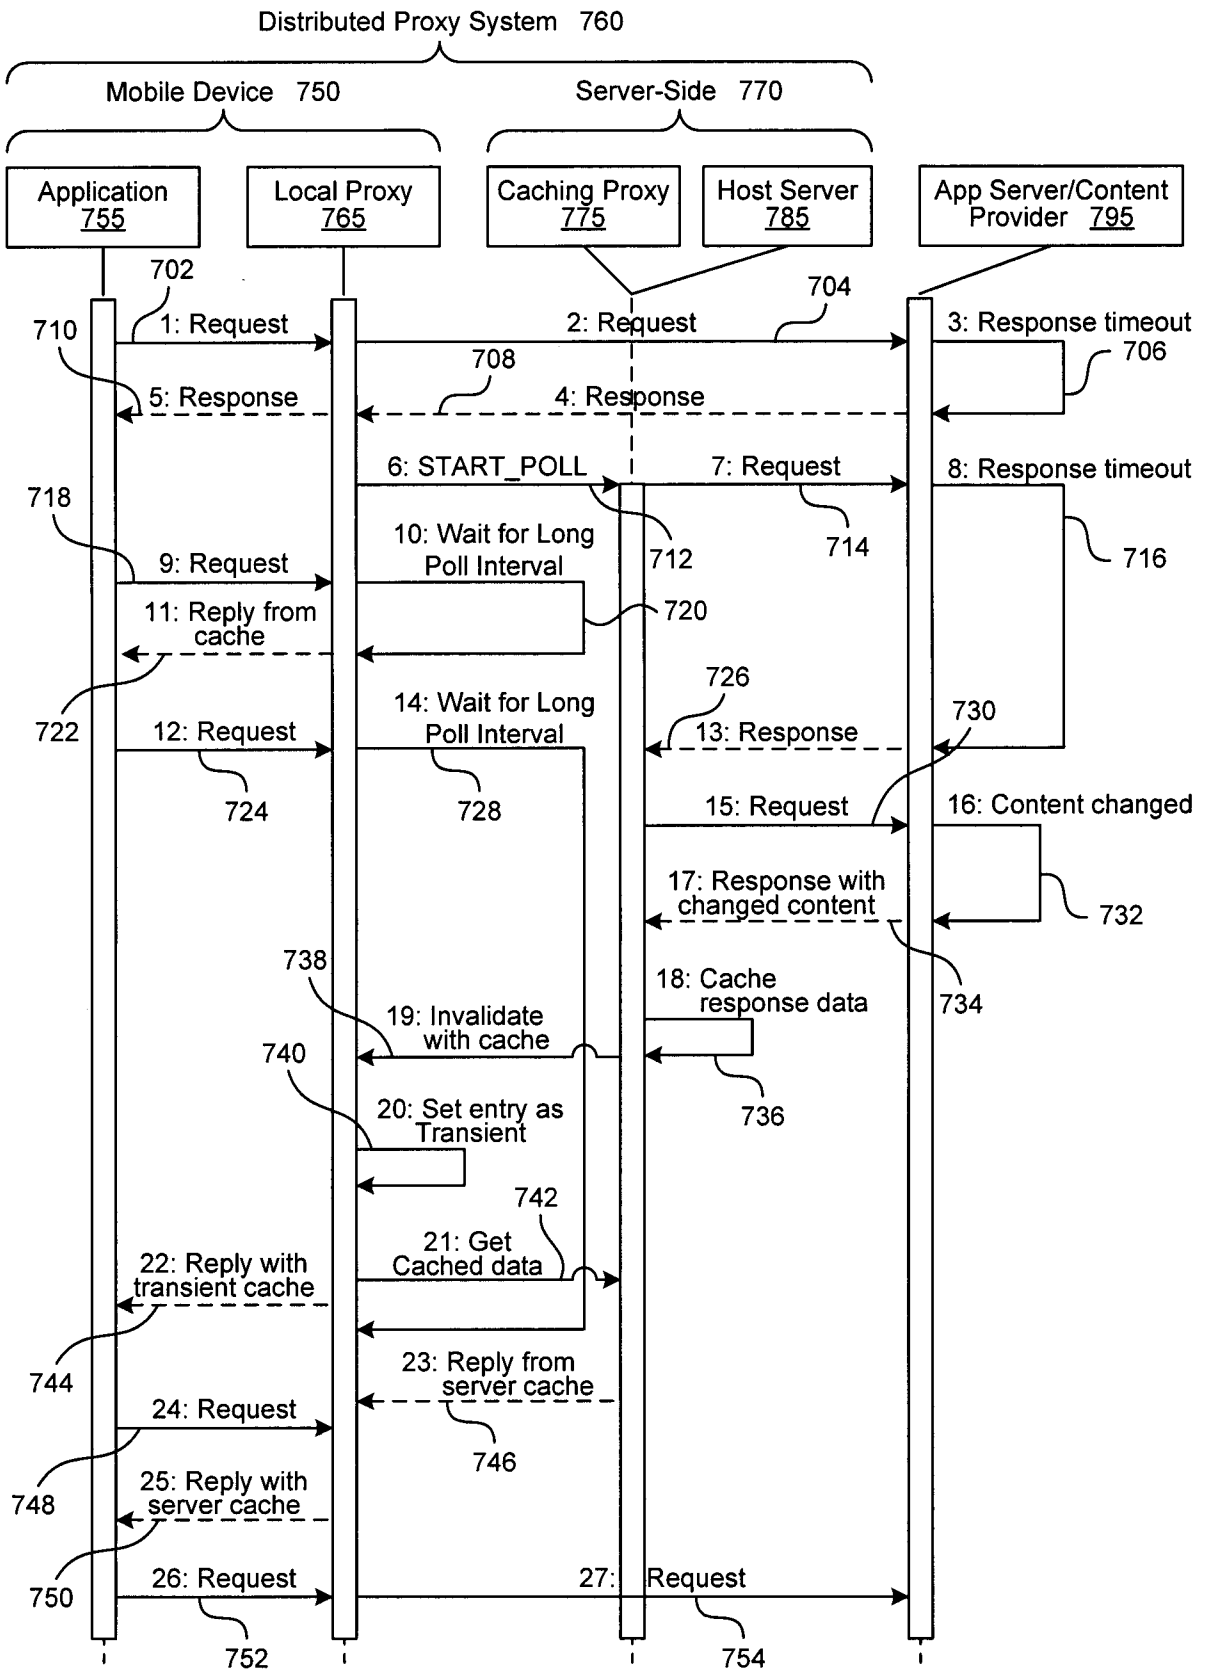 Distributed Proxy System 760
Mobile Device 750
Server-Side 770
Application
755
Local Proxy
765
Caching Proxy
775
Host Server
785
App Server/Content
Provider 795
702
1: Request
704
2: Request
3: Response timeout
706
710
5: Response
708
4: Response
6: START_POLL
712
7: Request
714
8: Response timeout
716
718
9: Request
10: Wait for Long
Poll Interval
720
11: Reply from
cache
722
12: Request
724
14: Wait for Long
Poll Interval
728
726
13: Response
730
15: Request
16: Content changed
732
17: Response with
changed content
734
18: Cache
response data
736
738
19: Invalidate
with cache
740
20: Set entry as
Transient
742
21: Get
Cached data
22: Reply with
transient cache
744
23: Reply from
server cache
746
24: Request
748
25: Reply with
server cache
750
26: Request
752
27: Request
754